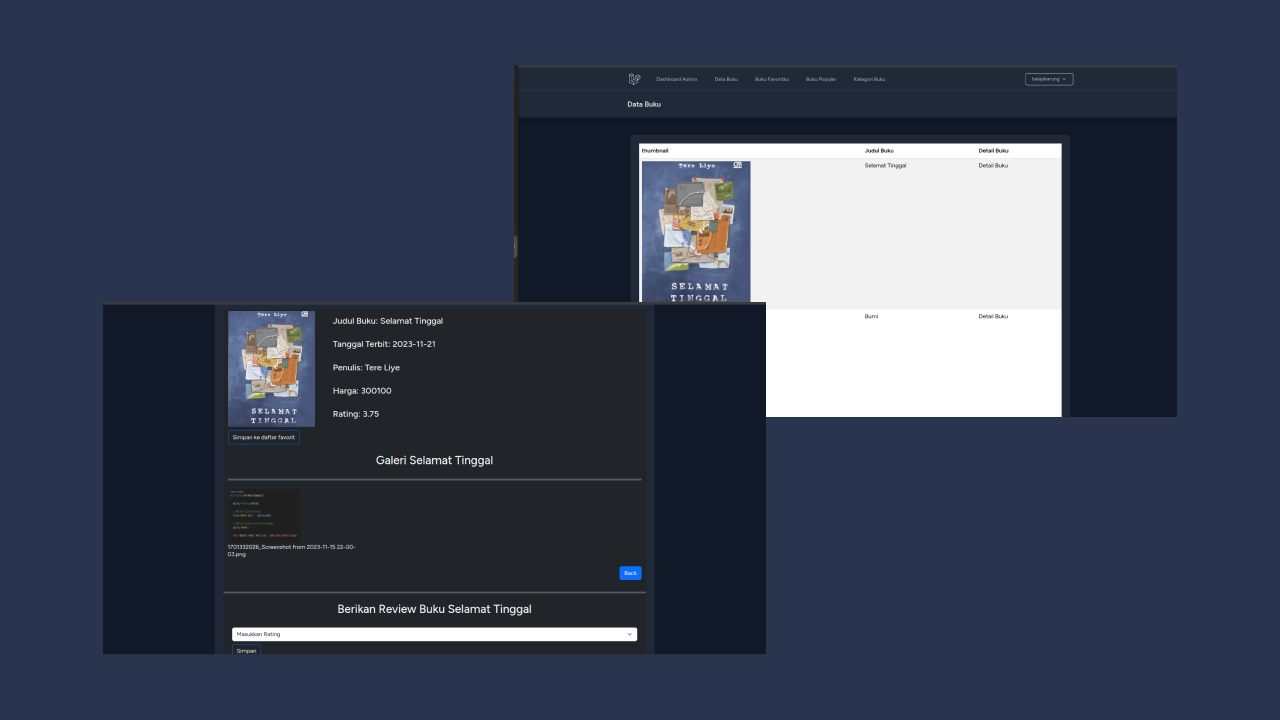 Dashboard Admin
Data Buku
Buku Favoritku
Buku Populer
Kategori Buku
balapkarung
Data Buku
thumbnail
Judul Buku
Detail Buku
Tere Liye
SELAMAT
TINGGAL
Selamat Tinggal
Detail Buku
Bumi
Detail Buku
Tere Liye
SELAMAT
TINGGAL
Judul Buku: Selamat Tinggal
Tanggal Terbit: 2023-11-21
Penulis: Tere Liye
Harga: 300100
Rating: 3.75
Simpan ke daftar favorit
Galeri Selamat Tinggal
1701332026_Screenshot from 2023-11-15 22-00-
03.png
Back
Berikan Review Buku Selamat Tinggal
Masukkan Rating
Simpan